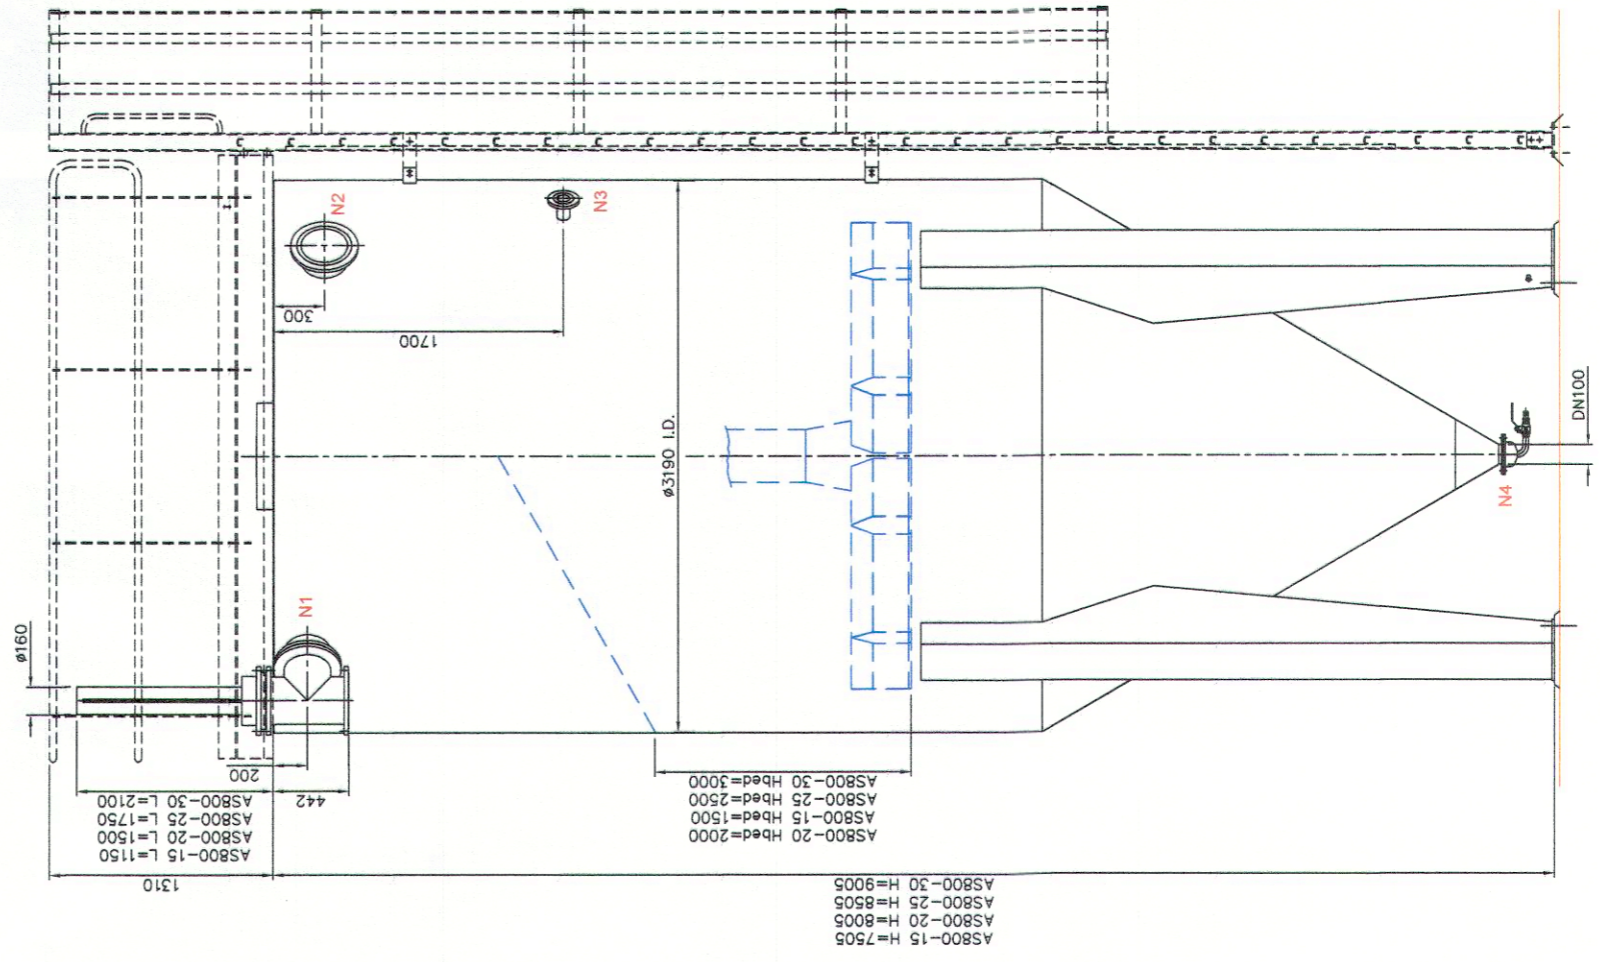 N2
N3
300
1700
ø3190 I.D.
DN100
N4
N1
ø160
200
442
AS800-30 L=2100
AS800-25 L=1750
AS800-20 L=1500
AS800-15 L=1150
1310
AS800-30 Hbed=3000
AS800-25 Hbed=2500
AS800-15 Hbed=1500
AS800-20 Hbed=2000
AS800-30 H=9005
AS800-25 H=8505
AS800-20 H=8005
AS800-15 H=7505